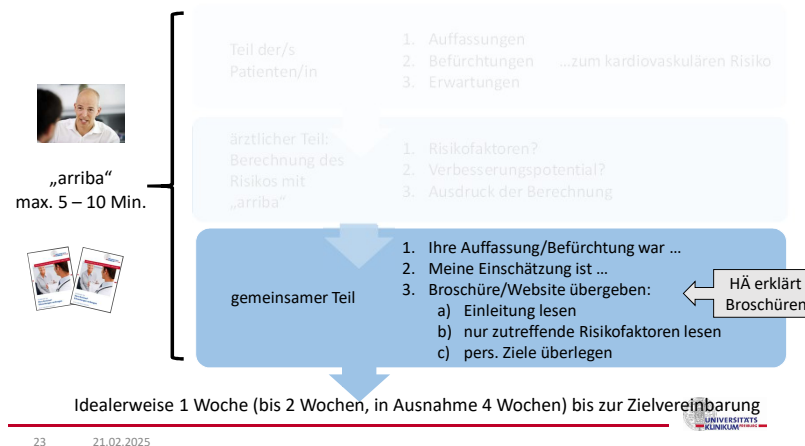 Teil der/s
Patienten/in
1. Auffassungen
2. Befürchtungen …zum kardiovaskulären Risiko
3. Erwartungen
ärztlicher Teil:
Berechnung des
Risikos mit
„arriba“
1. Risikofaktoren?
2. Verbesserungspotential?
3. Ausdruck der Berechnung
„arriba“
max. 5 – 10 Min.
gemeinsamer Teil
1. Ihre Auffassung/Befürchtung war …
2. Meine Einschätzung ist …
3. Broschüre/Website übergeben:
a) Einleitung lesen
b) nur zutreffende Risikofaktoren lesen
c) pers. Ziele überlegen
HÄ erklärt
Broschüren
Idealerweise 1 Woche (bis 2 Wochen, in Ausnahme 4 Wochen) bis zur Zielvereinbarung
UNIVERSITÄTS
KLINIKUM FREIBURG
23 21.02.2025